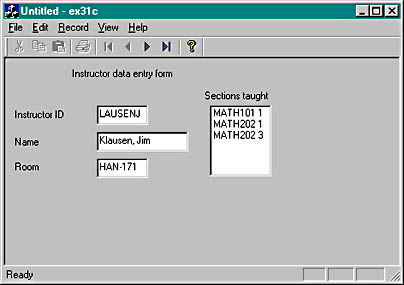 Untitled - ex31c
File Edit Record View Help
Instructor data entry form
Sections taught
Instructor ID LAUSENJ MATH101 1
MATH202 1
Name Klausen, Jim MATH202 3
Room HAN-171
Ready